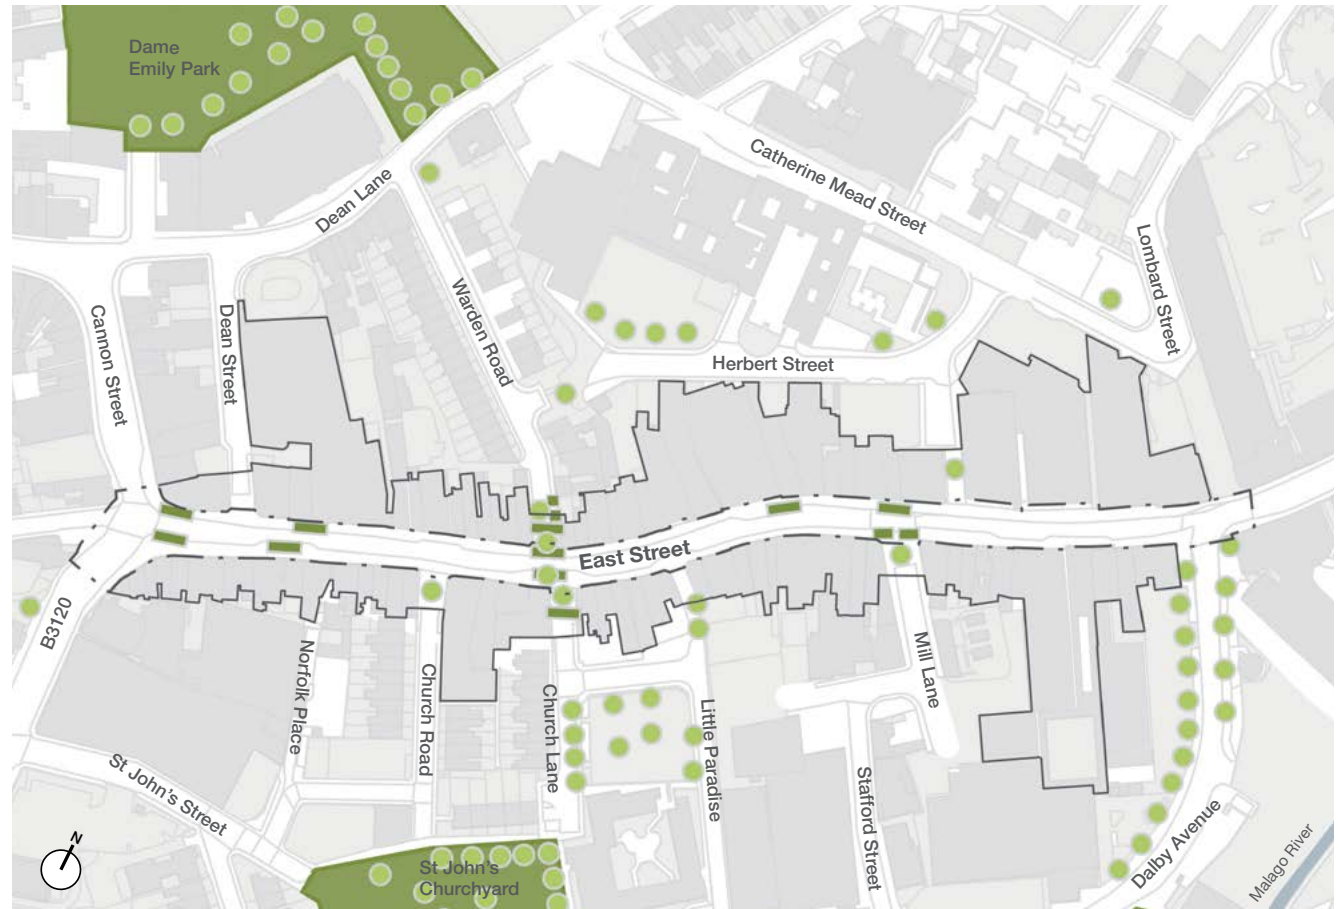 Dame
Emily Park
Dean Lane
Catherine Mead Street
Lombard Street
Cannon Street
Dean Street
Warden Road
Herbert Street
East Street
B3120
Norfolk Place
Church Road
Church Lane
Little Paradise
Mill Lane
Stafford Street
St John's Street
Dalby Avenue
Malago River
N
St John's
Churchyard